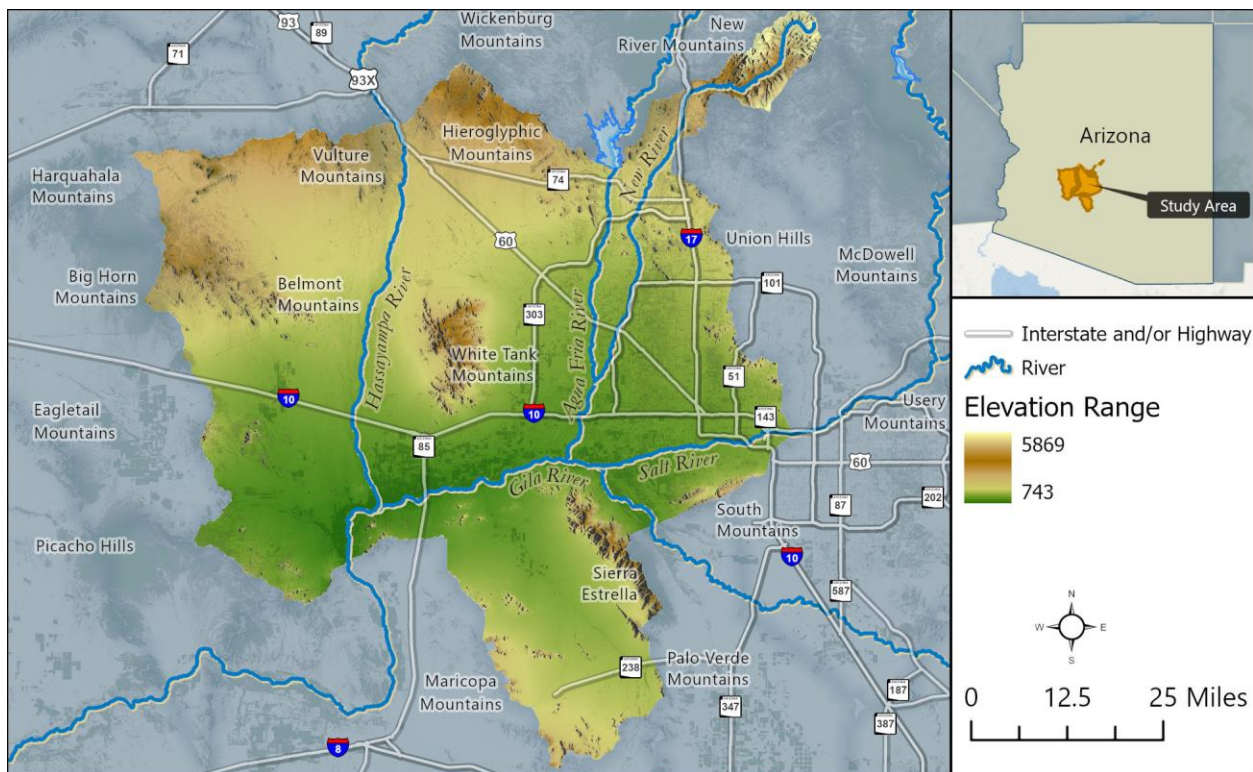 93
89
71
93X
Wickenburg
Mountains
New
River Mountains
Hieroglyphic
Mountains
Vulture
Mountains
Harquahala
Mountains
74
New River
60
17
Union Hills
McDowell
Mountains
Big Horn
Mountains
Belmont
Mountains
Hassayampa River
303
Agua Fria River
101
White Tank
Mountains
51
10
10
Eagletail
Mountains
85
143
Usery
Mountains
60
Gila River
Salt River
202
87
South
Mountains
10
Picacho Hills
Sierra
Estrella
587
238
Palo Verde
Mountains
Maricopa
Mountains
347
187
387
8
Arizona
Study Area
Interstate and/or Highway
River
Elevation Range
5869
743
N
W
E
S
0 12.5 25 Miles